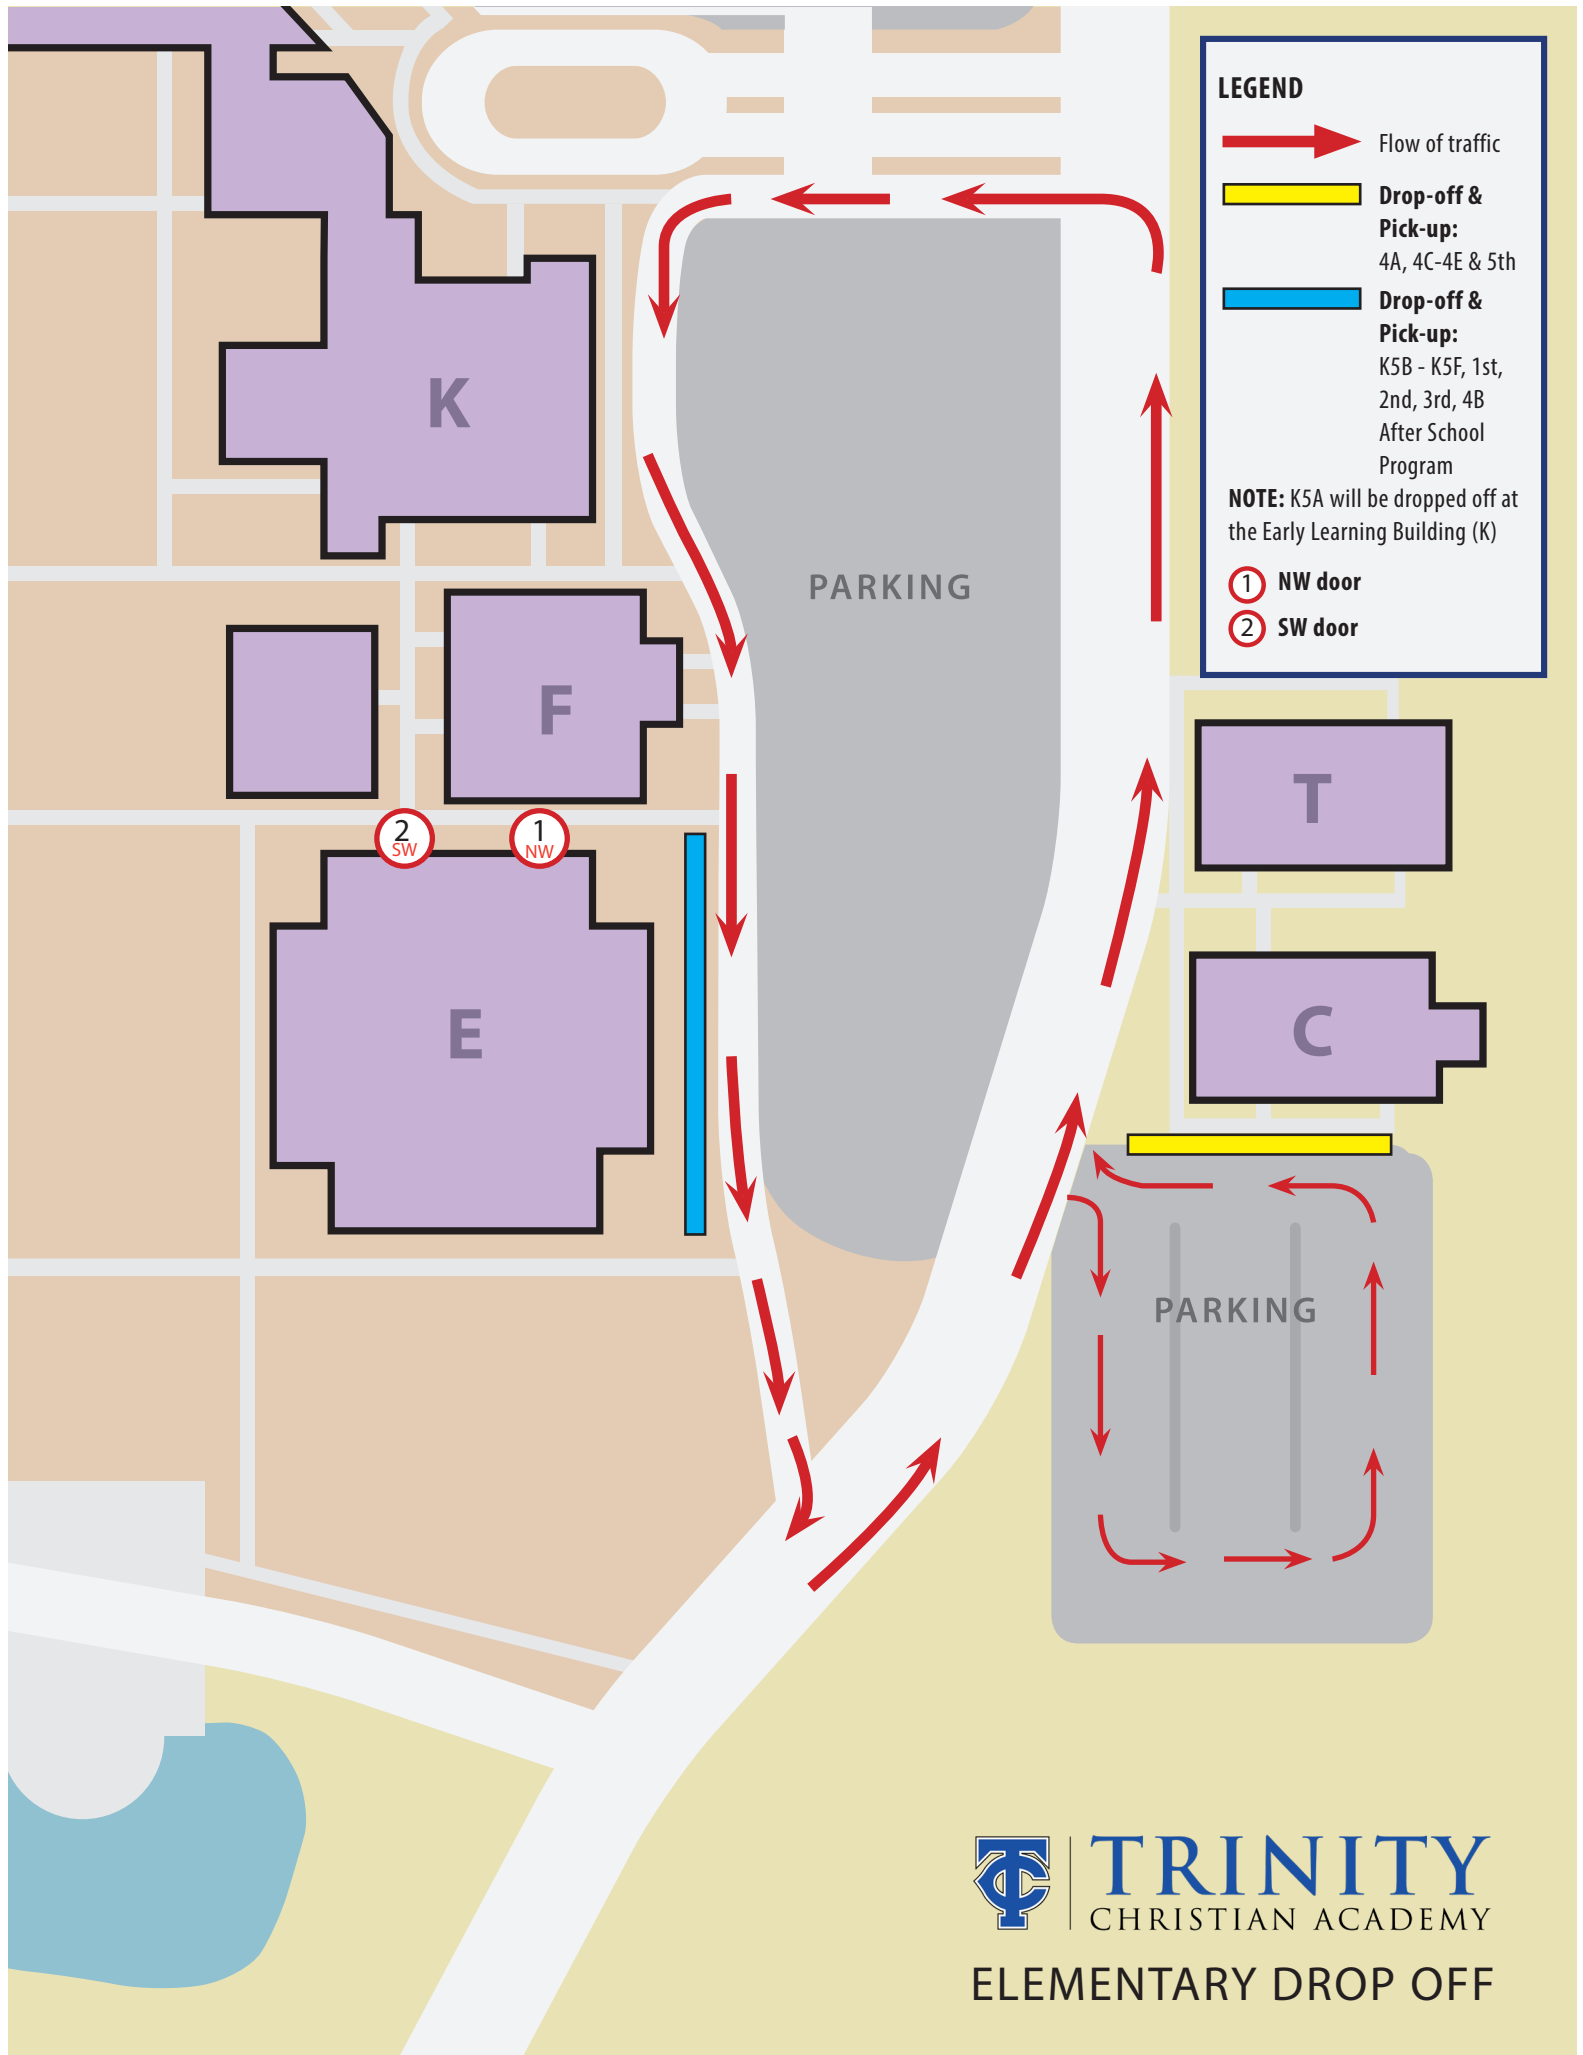 LEGEND
Flow of traffic
Drop-off &
Pick-up:
4A, 4C-4E & 5th
Drop-off &
Pick-up:
K5B - K5F, 1st,
2nd, 3rd, 4B
After School
Program
NOTE: K5A will be dropped off at
the Early Learning Building (K)
1 NW door
2 SW door
K
PARKING
F
T
2
SW
1
NW
E
C
PARKING
TC
TRINITY
CHRISTIAN ACADEMY
ELEMENTARY DROP OFF